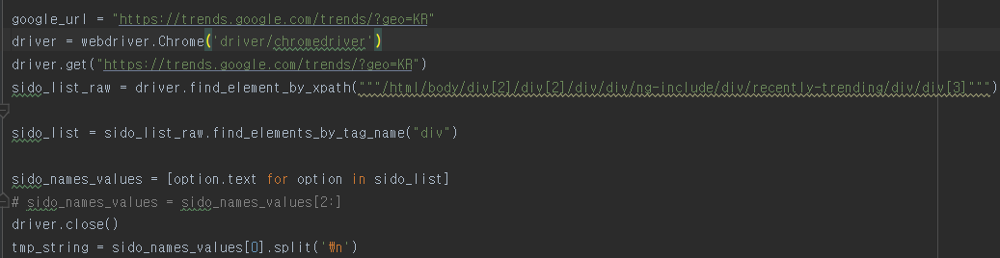 google_url = "https://trends.google.com/trends/?geo=KR"
driver = webdriver.Chrome('driver/chromedriver')
driver.get("https://trends.google.com/trends/?geo=KR")
sido_list_raw = driver.find_element_by_xpath("""/html/body/div[2]/div[2]/div/div/ng-include/div/recently-trending/div/div[3]""")
sido_list = sido_list_raw.find_elements_by_tag_name("div")
sido_names_values = [option.text for option in sido_list]
# sido_names_values = sido_names_values[2:]
driver.close()
tmp_string = sido_names_values[0].split('₩n')